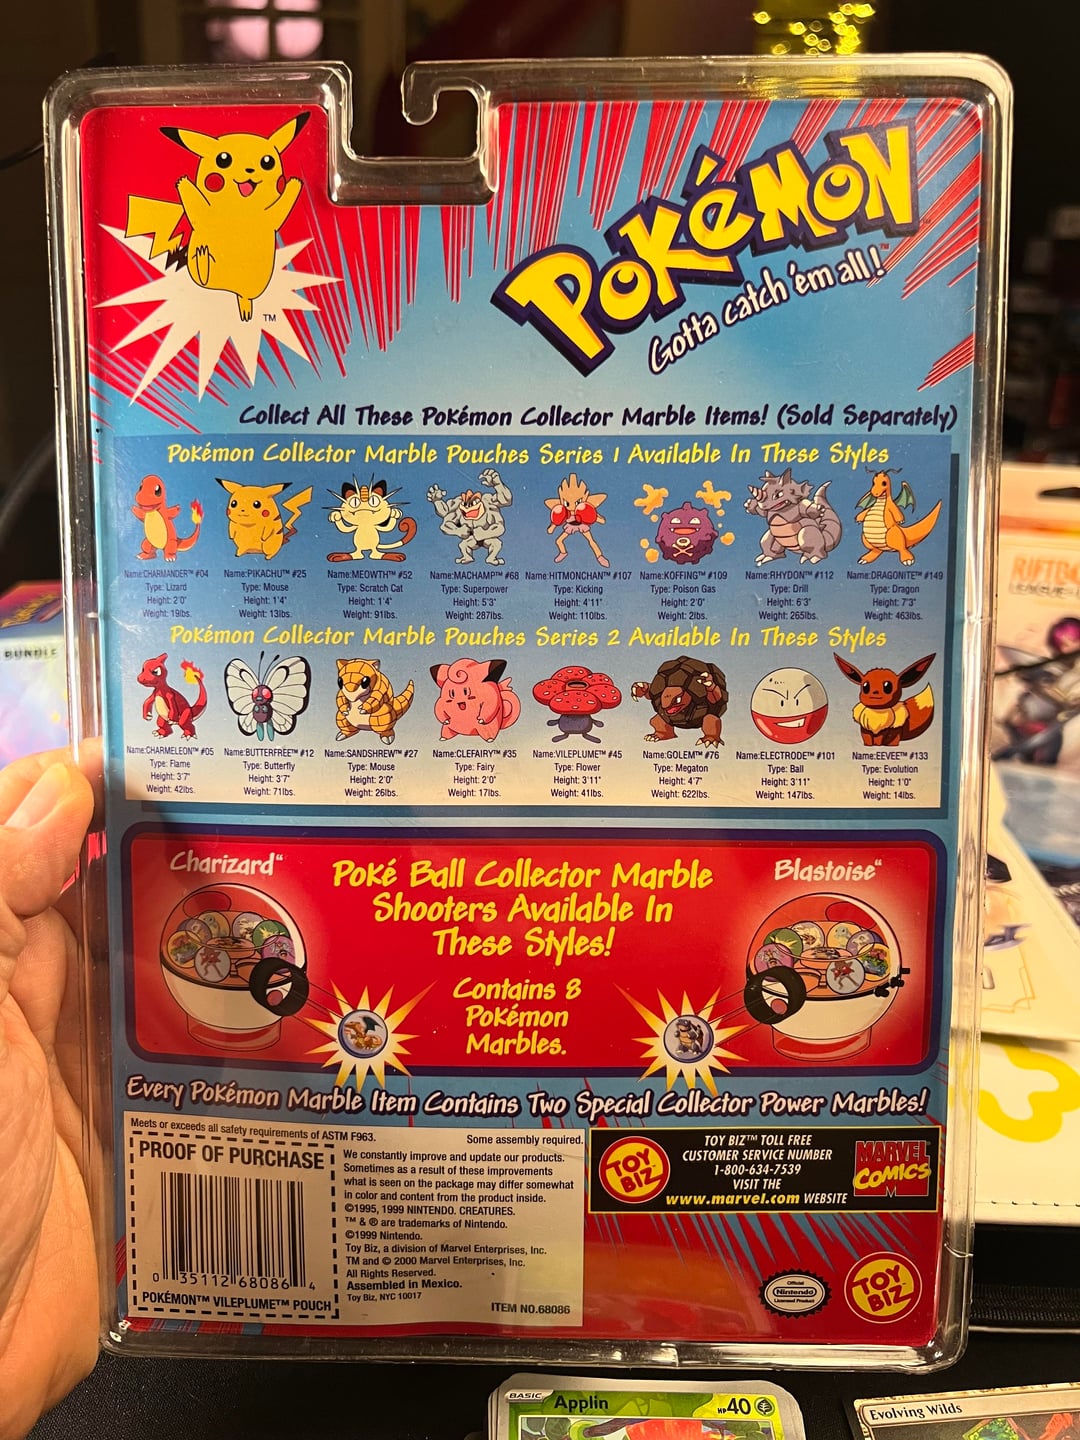 POKéMON
Gotta catch 'em all!
TM
Collect All These Pokémon Collector Marble Items! (Sold Separately)
Pokémon Collector Marble Pouches Series 1 Available In These Styles
Name:CHARMANDER™ #04
Type: Lizard
Height: 2'0"
Weight: 19lbs.
Name:PIKACHU™ #25
Type: Mouse
Height: 1'4"
Weight: 13lbs.
Name:MEOWTH™ #52
Type: Scratch Cat
Height: 1'4"
Weight: 91lbs.
Name:MACHAMP™ #68
Type: Superpower
Height: 5'3"
Weight: 287lbs.
Name:HITMONCHAN™ #107
Type: Kicking
Height: 4'11"
Weight: 110lbs.
Name:KOFFING™ #109
Type: Poison Gas
Height: 2'0"
Weight: 2lbs.
Name:RHYDON™ #112
Type: Drill
Height: 6'3"
Weight: 265lbs.
Name:DRAGONITE™ #149
Type: Dragon
Height: 7'3"
Weight: 463lbs.
Pokémon Collector Marble Pouches Series 2 Available In These Styles
Name:CHARMELEON™ #05
Type: Flame
Height: 3'7"
Weight: 42lbs.
Name:BUTTERFREE™ #12
Type: Butterfly
Height: 3'7"
Weight: 71lbs.
Name:SANDSHREW™ #27
Type: Mouse
Height: 2'0"
Weight: 26lbs.
Name:CLEFAIRY™ #35
Type: Fairy
Height: 2'0"
Weight: 17lbs.
Name:VILEPLUME™ #45
Type: Flower
Height: 3'11"
Weight: 41lbs.
Name:GOLEM™ #76
Type: Megaton
Height: 4'7"
Weight: 622lbs.
Name:ELECTRODE™ #101
Type: Ball
Height: 3'11"
Weight: 147lbs.
Name:EEVEE™ #133
Type: Evolution
Height: 1'0"
Weight: 14lbs.
Charizard™
Poké Ball Collector Marble
Shooters Available In
These Styles!
Contains 8
Pokémon
Marbles.
Blastoise™
Every Pokémon Marble Item Contains Two Special Collector Power Marbles!
Meets or exceeds all safety requirements of ASTM F963.
Some assembly required.
PROOF OF PURCHASE
0 35112 68086 4
POKÉMON™ VILEPLUME™ POUCH
We constantly improve and update our products.
Sometimes as a result of these improvements
what is seen on the package may differ somewhat
in color and content from the product inside.
©1995, 1999 NINTENDO. CREATURES.
™ & ® are trademarks of Nintendo.
©1999 Nintendo.
Toy Biz, a division of Marvel Enterprises, Inc.
TM and © 2000 Marvel Enterprises, Inc.
All Rights Reserved.
Assembled in Mexico.
Toy Biz, NYC 10017
ITEM NO.68086
TOY BIZ
TOY BIZ™ TOLL FREE
CUSTOMER SERVICE NUMBER
1-800-634-7539
VISIT THE
www.marvel.com WEBSITE
MARVEL
COMICS
Official
Nintendo
Licensed Product
TOY BIZ
BUNDLE
BASIC
Applin
HP40
Evolving Wilds